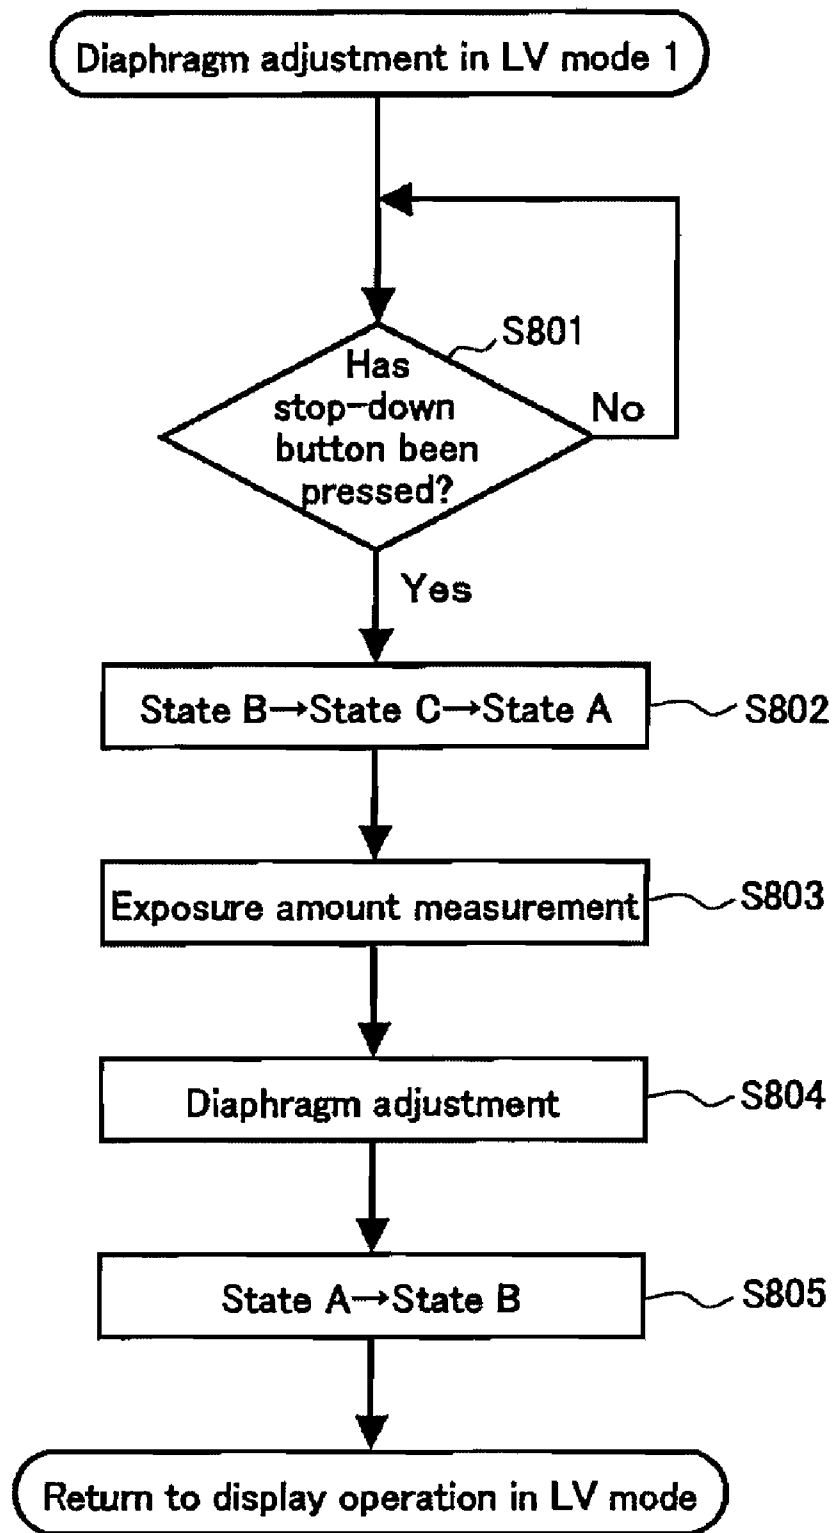 Diaphragm adjustment in LV mode 1
S801
Has
stop-down
button been
pressed?
No
Yes
State B→State C→State A
S802
Exposure amount measurement
S803
Diaphragm adjustment
S804
State A→State B
S805
Return to display operation in LV mode